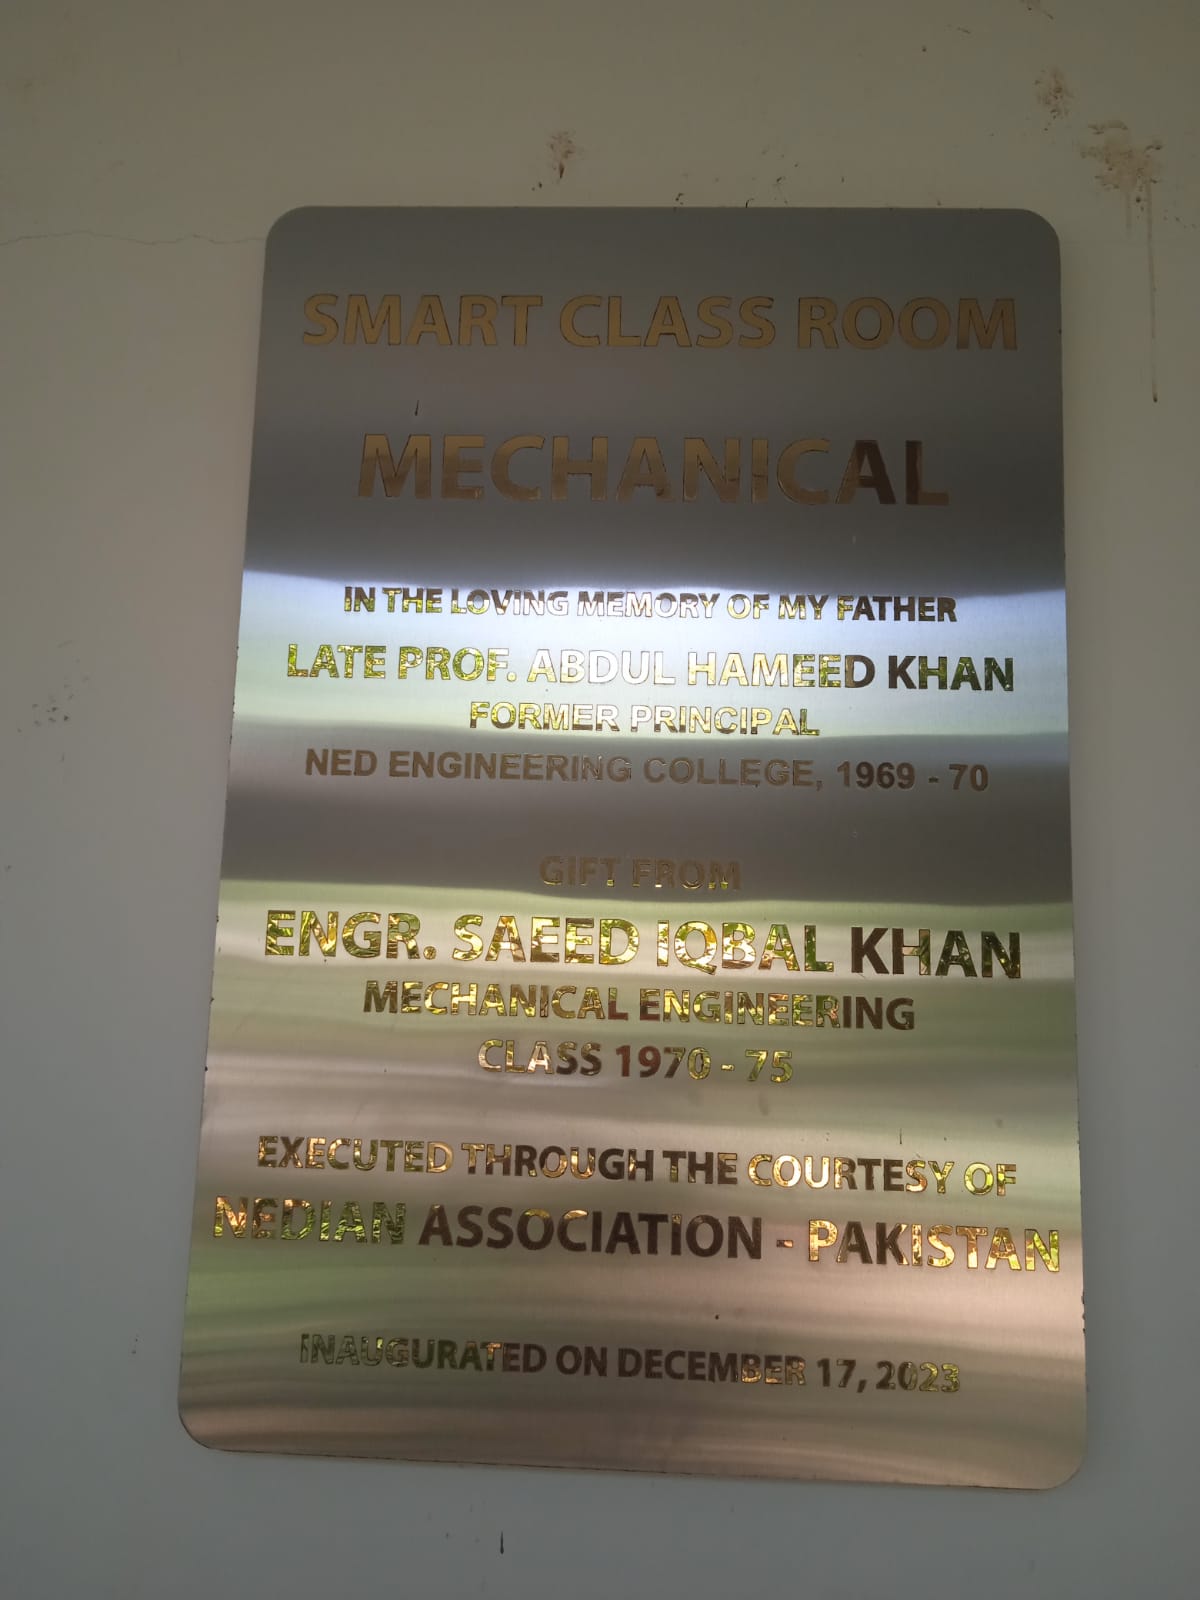 SMART CLASS ROOM
MECHANICAL
IN THE LOVING MEMORY OF MY FATHER
LATE PROF. ABDUL HAMEED KHAN
FORMER PRINCIPAL
NED ENGINEERING COLLEGE, 1969 - 70
GIFT FROM
ENGR. SAEED IQBAL KHAN
MECHANICAL ENGINEERING
CLASS 1970 - 75
EXECUTED THROUGH THE COURTESY OF
NEDIAN ASSOCIATION - PAKISTAN
INAUGURATED ON DECEMBER 17, 2023